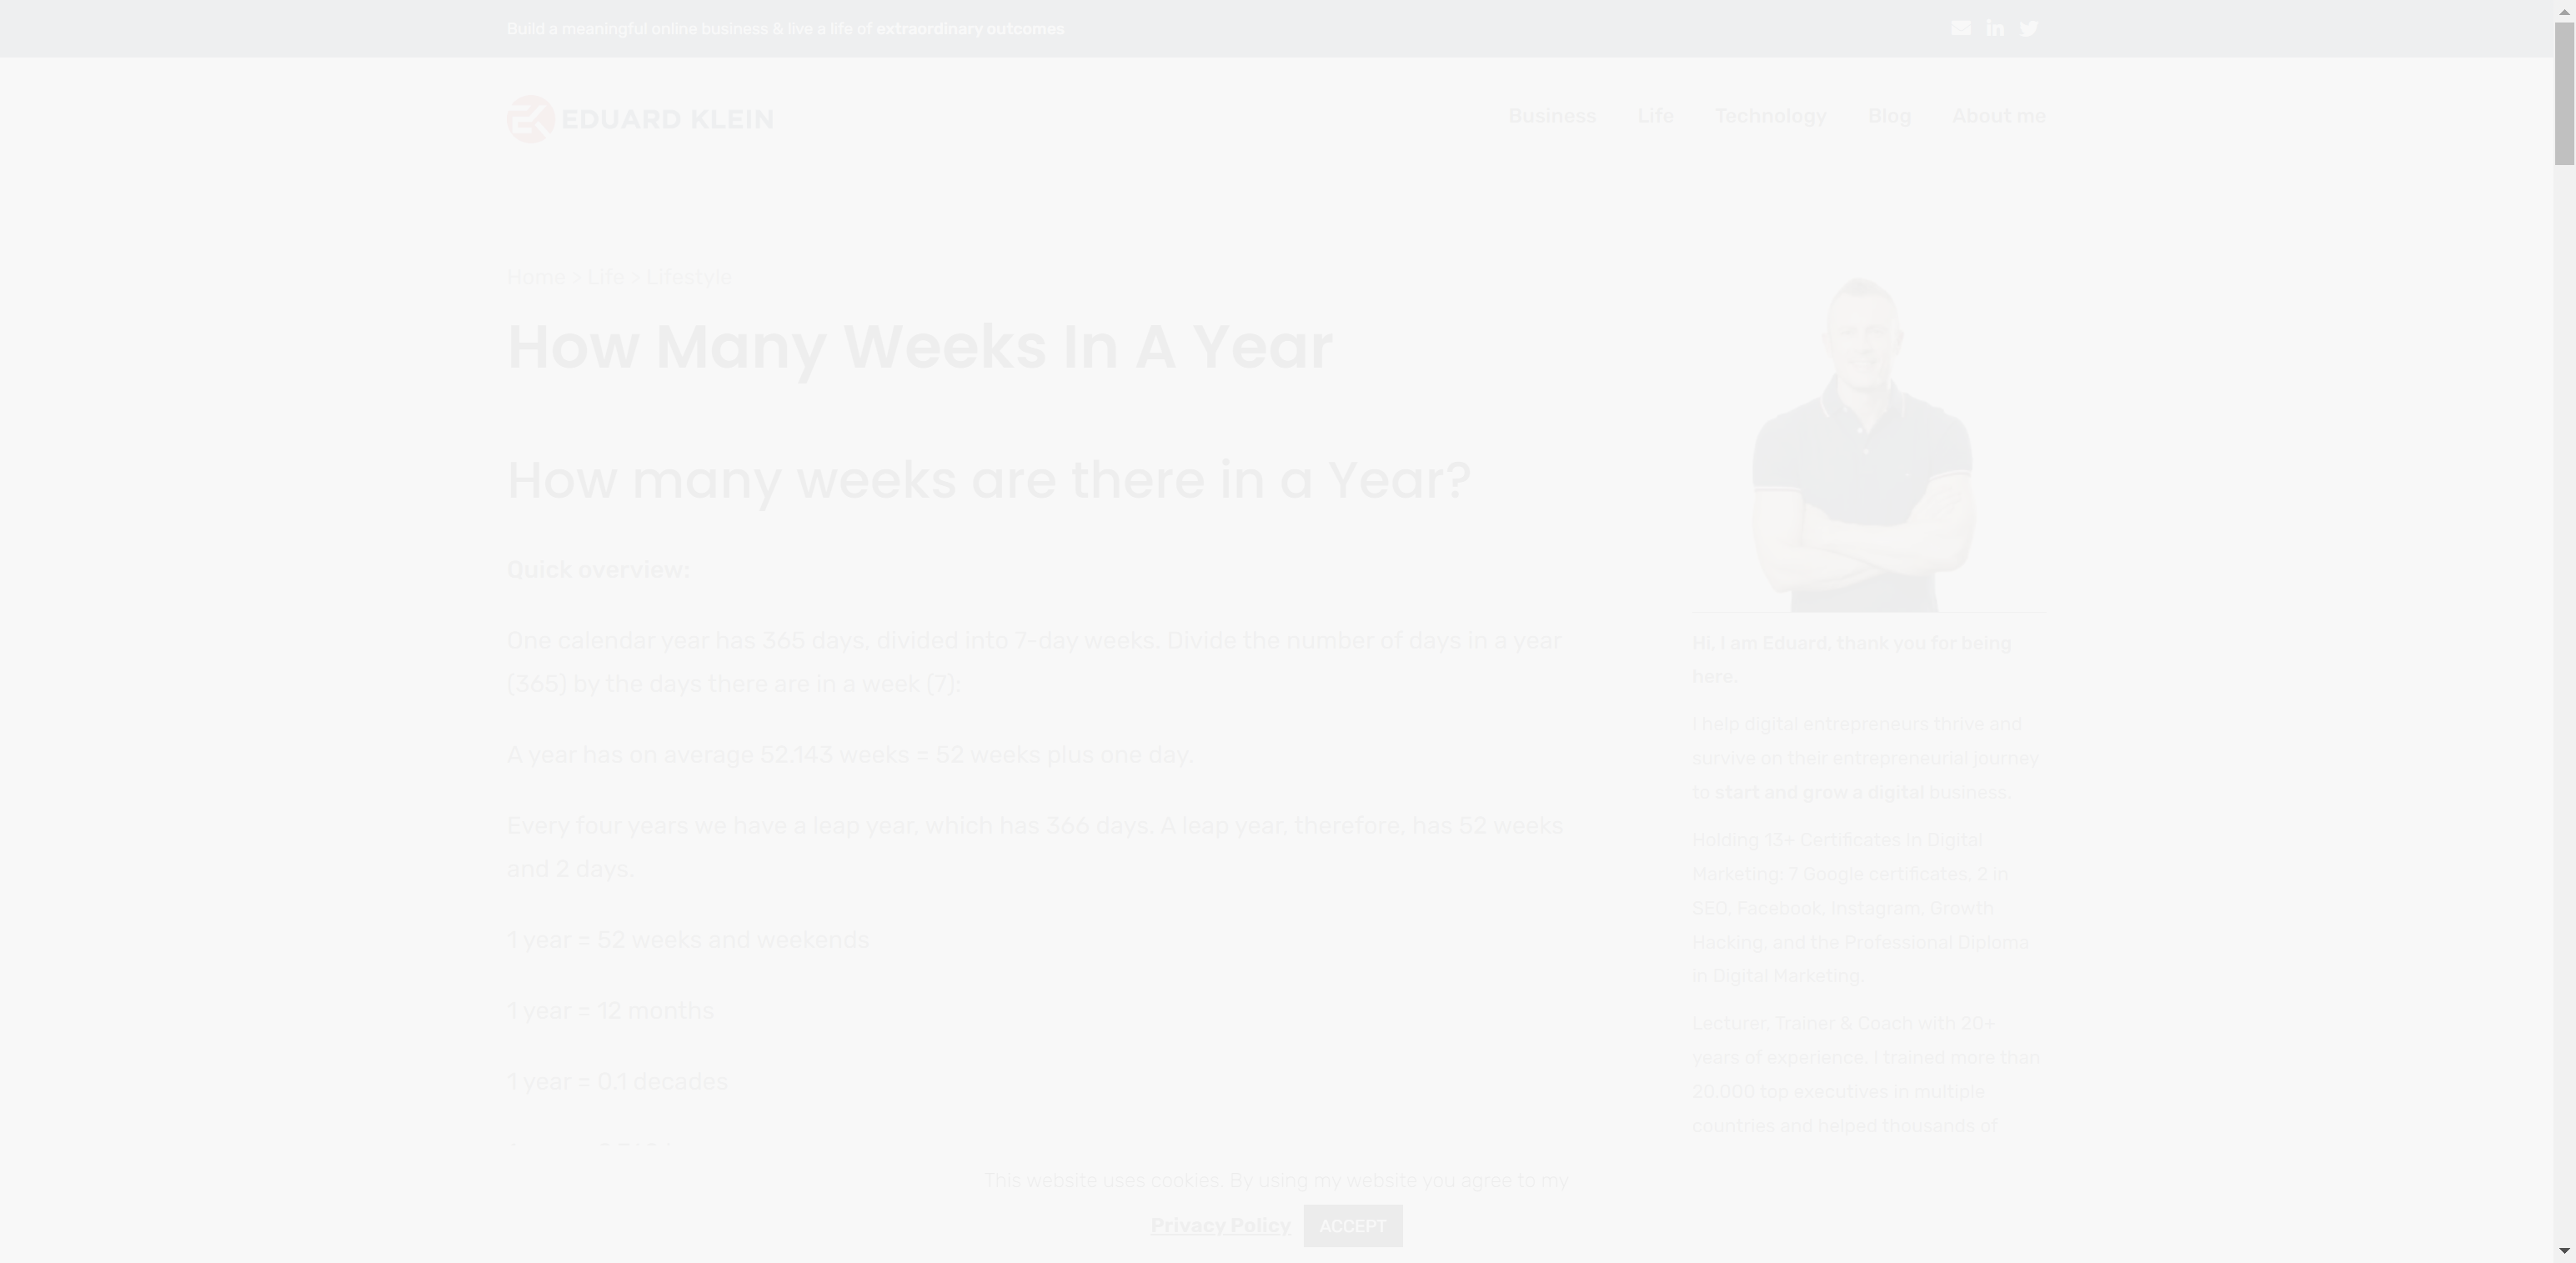 Build a meaningful online business & live a life of extraordinary outcomes
EDUARD KLEIN
Business Life Technology Blog About me
Home > Life > Lifestyle
How Many Weeks In A Year
How many weeks are there in a Year?
Quick overview:
One calendar year has 365 days, divided into 7-day weeks. Divide the number of days in a year
(365) by the days there are in a week (7):
A year has on average 52.143 weeks = 52 weeks plus one day.
Every four years we have a leap year, which has 366 days. A leap year, therefore, has 52 weeks
and 2 days.
1 year = 52 weeks and weekends
1 year = 12 months
1 year = 0.1 decades
Hi, I am Eduard, thank you for being
here.
I help digital entrepreneurs thrive and
survive on their entrepreneurial journey
to start and grow a digital business.
Holding 13+ Certificates in Digital
Marketing: 7 Google certificates, 2 in
SEO, Facebook, Instagram, Growth
Hacking, and the Professional Diploma
in Digital Marketing.
Lecturer, Trainer & Coach with 20+
years of experience. I trained more than
20.000 top executives in multiple
countries and helped thousands of
This website uses cookies. By using my website you agree to my
Privacy Policy ACCEPT